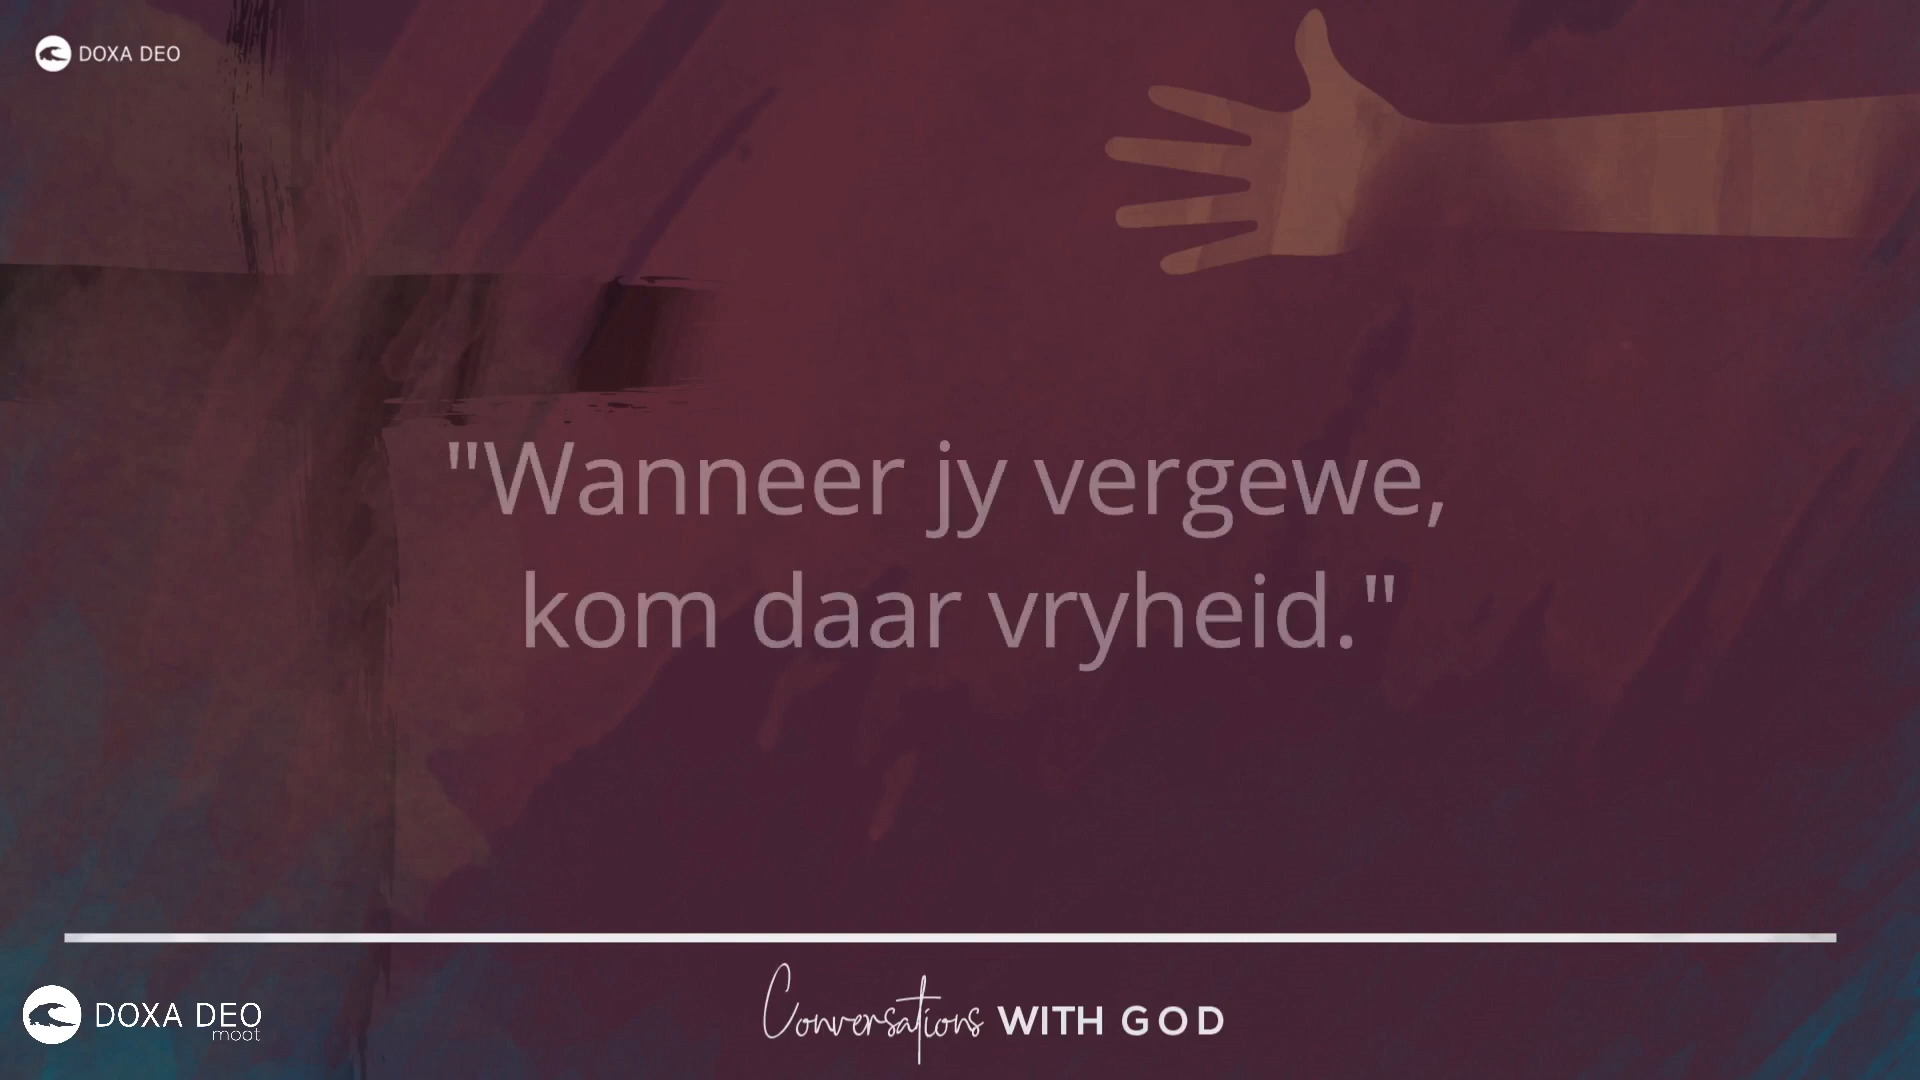 DOXA DEO
"Wanneer jy vergewe,
kom daar vryheid."
DOXA DEO
moot
Conversations WITH GOD